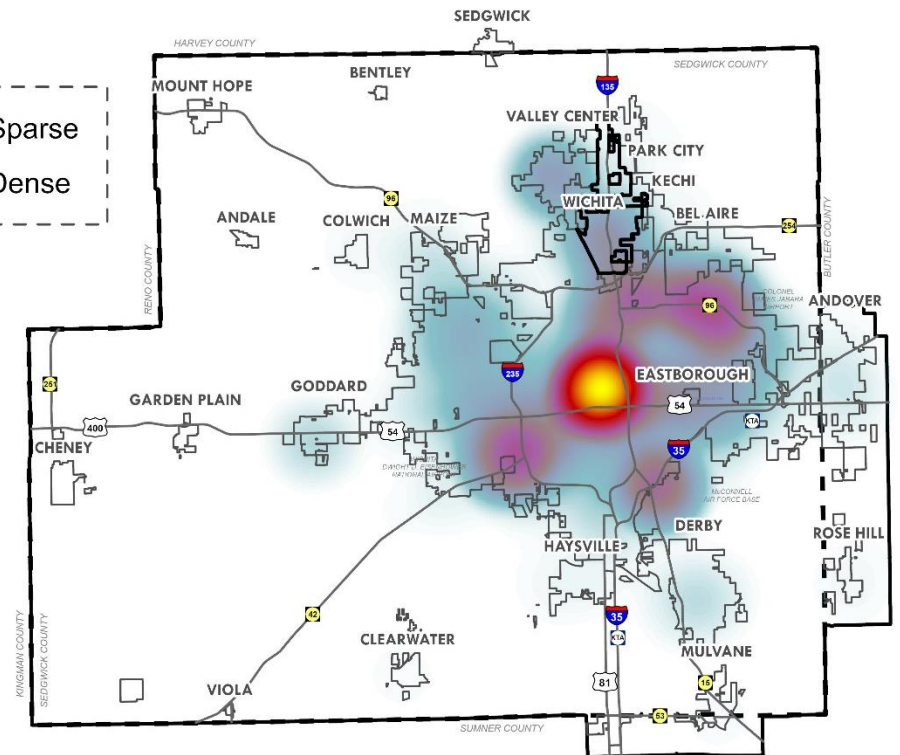 SEDGWICK
HARVEY COUNTY
SEDGWICK COUNTY
BENTLEY
MOUNT HOPE
135
VALLEY CENTER
PARK CITY
KECHI
96
WICHITA
ANDALE
COLWICH
MAIZE
BEL AIRE
254
BUTLER COUNTY
RENO COUNTY
COLONEL
96
ANDOVER
235
EASTBOROUGH
251
GODDARD
54
GARDEN PLAIN
400
54
KTA
CHENEY
35
DWIGHT D. EISENHOWER
McCONNELL
AIR FORCE BASE
DERBY
HAYSVILLE
ROSE HILL
42
35
KTA
CLEARWATER
KINGMAN COUNTY
SEDGWICK COUNTY
MULVANE
81
15
VIOLA
53
SUMNER COUNTY
Dense